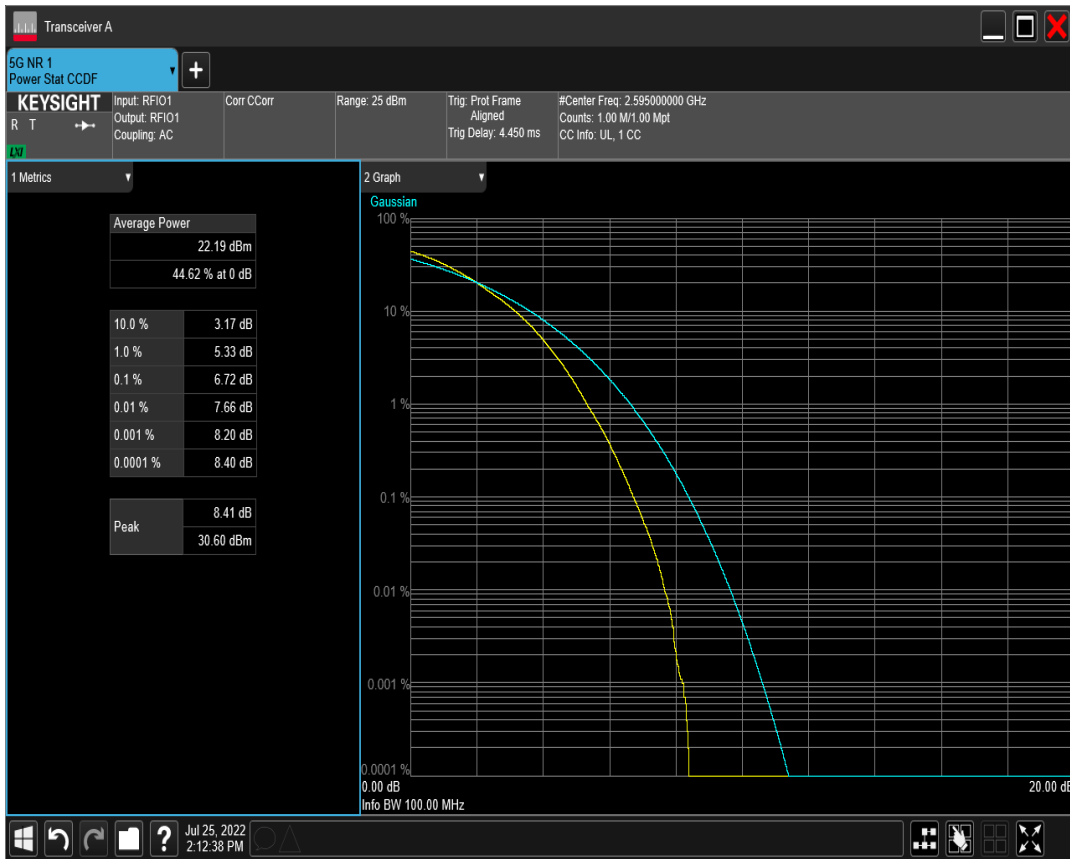 Transceiver A
5G NR 1
Power Stat CCDF
+
KEYSIGHT
R T
LXI
Input: RFIO1
Output: RFIO1
Coupling: AC
Corr CCorr
Range: 25 dBm
Trig: Prot Frame
Aligned
Trig Delay: 4.450 ms
#Center Freq: 2.595000000 GHz
Counts: 1.00 M/1.00 Mpt
CC Info: UL, 1 CC
1 Metrics
Average Power
22.19 dBm
44.62 % at 0 dB
10.0 % 3.17 dB
1.0 % 5.33 dB
0.1 % 6.72 dB
0.01 % 7.66 dB
0.001 % 8.20 dB
0.0001 % 8.40 dB
Peak 8.41 dB
30.60 dBm
2 Graph
Gaussian
100 %
10 %
1 %
0.1 %
0.01 %
0.001 %
0.0001 %
0.00 dB 20.00 dB
Info BW 100.00 MHz
? Jul 25, 2022
2:12:38 PM